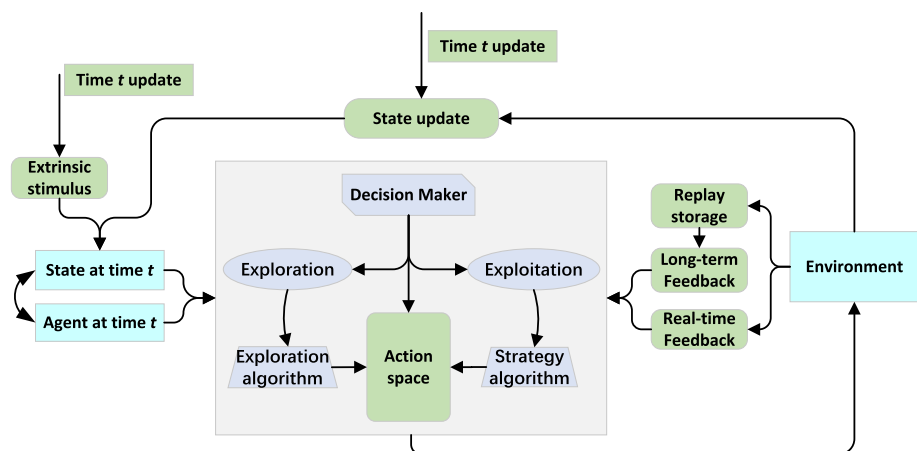 Time t update
Time t update
State update
Extrinsic
stimulus
Decision Maker
Replay
storage
State at time t
Exploration
Exploitation
Long-term
Feedback
Environment
Agent at time t
Real-time
Feedback
Exploration
algorithm
Action
space
Strategy
algorithm